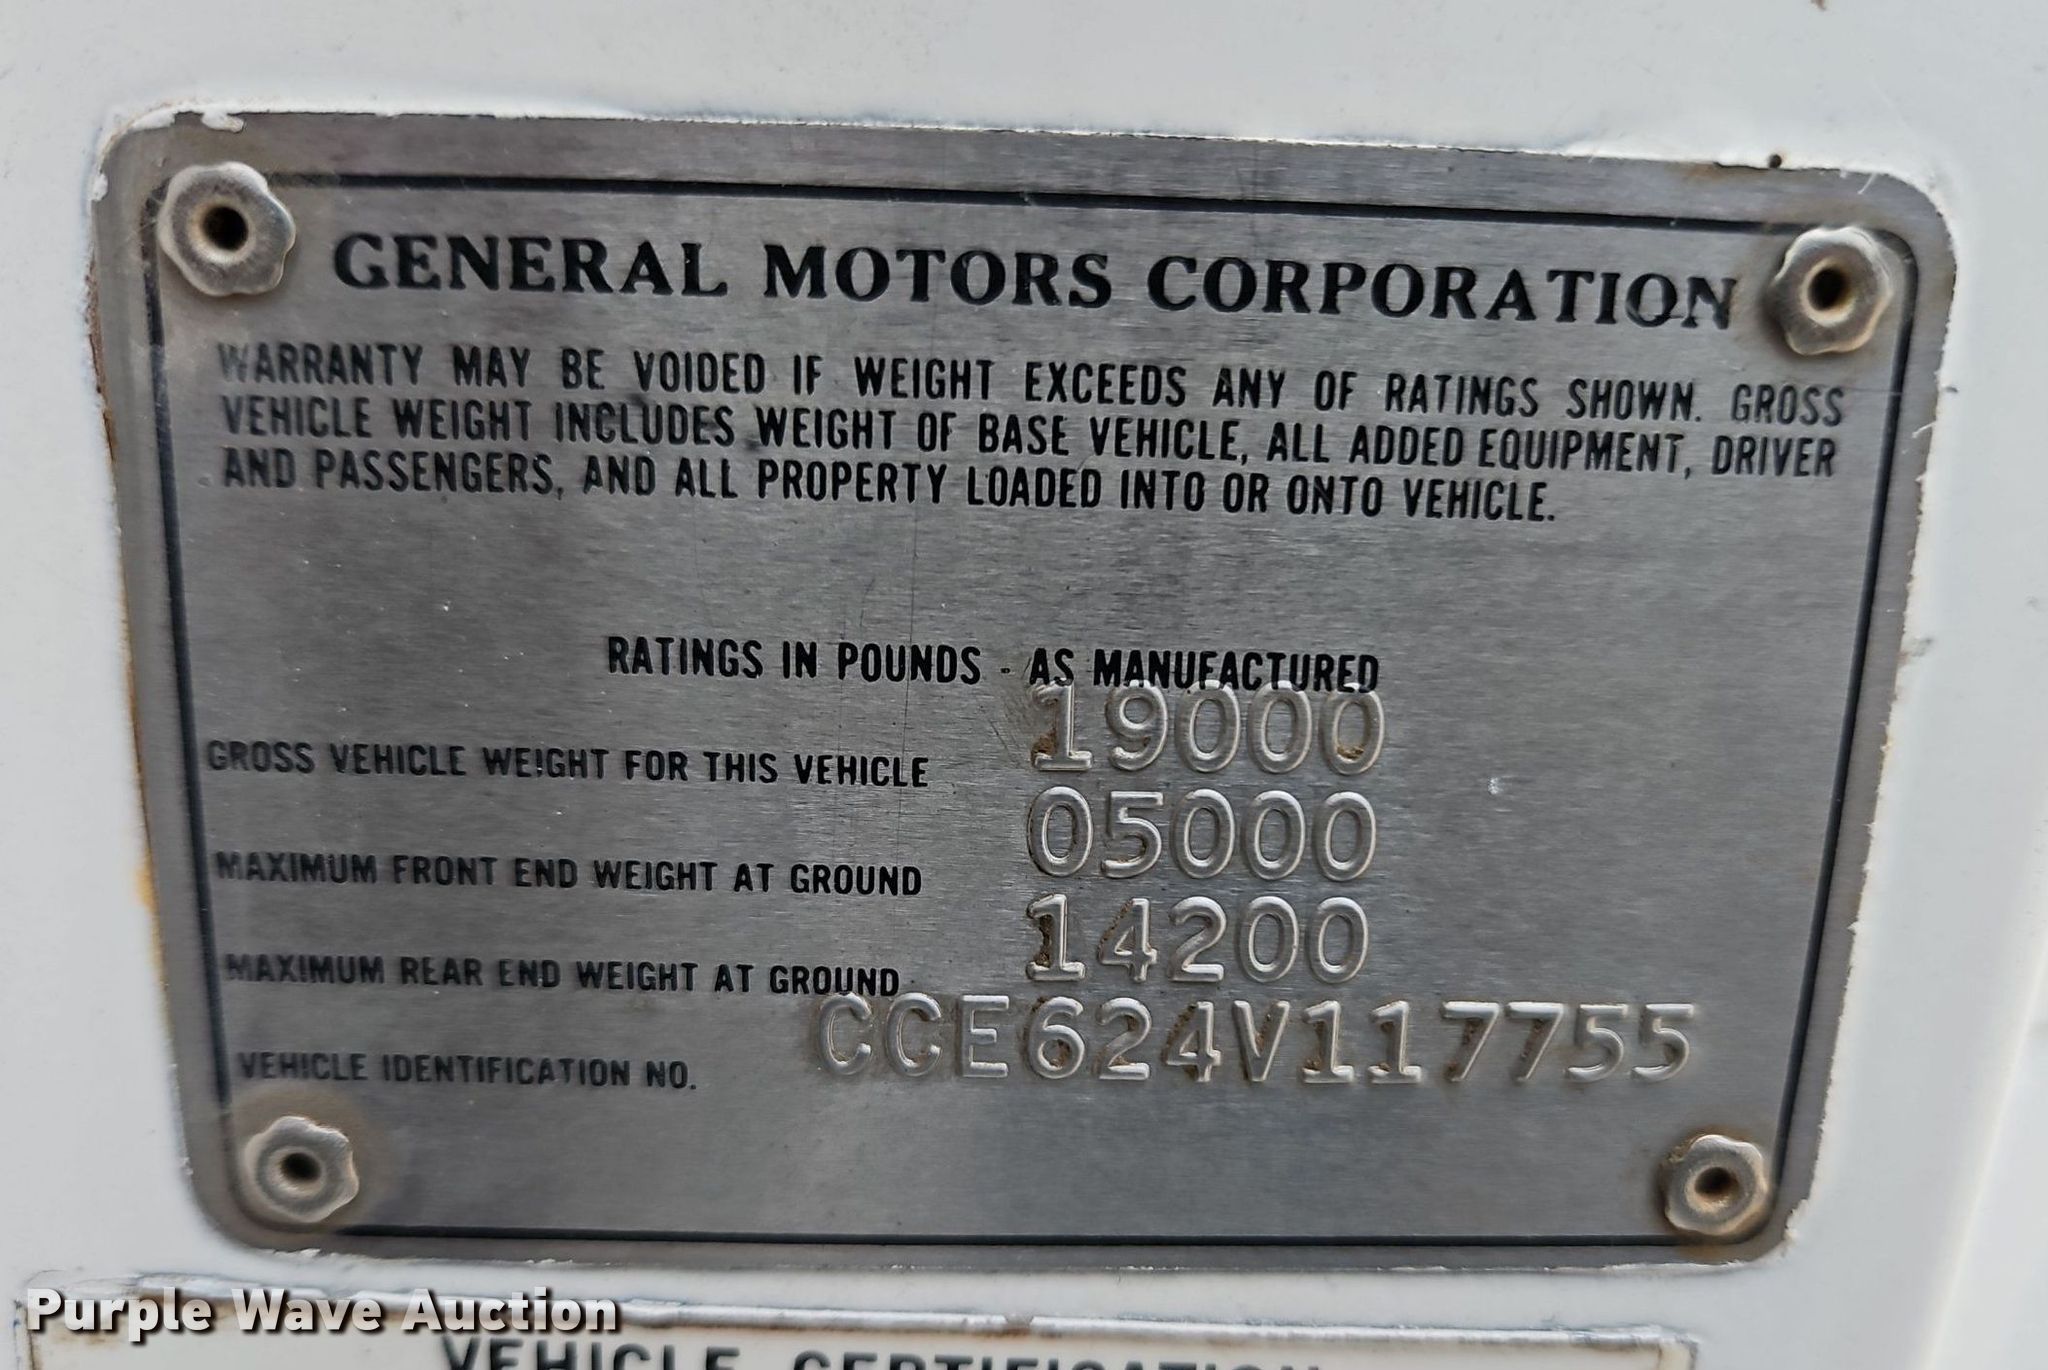 GENERAL MOTORS CORPORATION
WARRANTY MAY BE VOIDED IF WEIGHT EXCEEDS ANY OF RATINGS SHOWN. GROSS
VEHICLE WEIGHT INCLUDES WEIGHT OF BASE VEHICLE, ALL ADDED EQUIPMENT, DRIVER
AND PASSENGERS, AND ALL PROPERTY LOADED INTO OR ONTO VEHICLE.
RATINGS IN POUNDS - AS MANUFACTURED
GROSS VEHICLE WEIGHT FOR THIS VEHICLE 19000
MAXIMUM FRONT END WEIGHT AT GROUND 05000
MAXIMUM REAR END WEIGHT AT GROUND 14200
VEHICLE IDENTIFICATION NO. CCE624V117755
Purple Wave Auction
VEHICLE CERTIFICATION